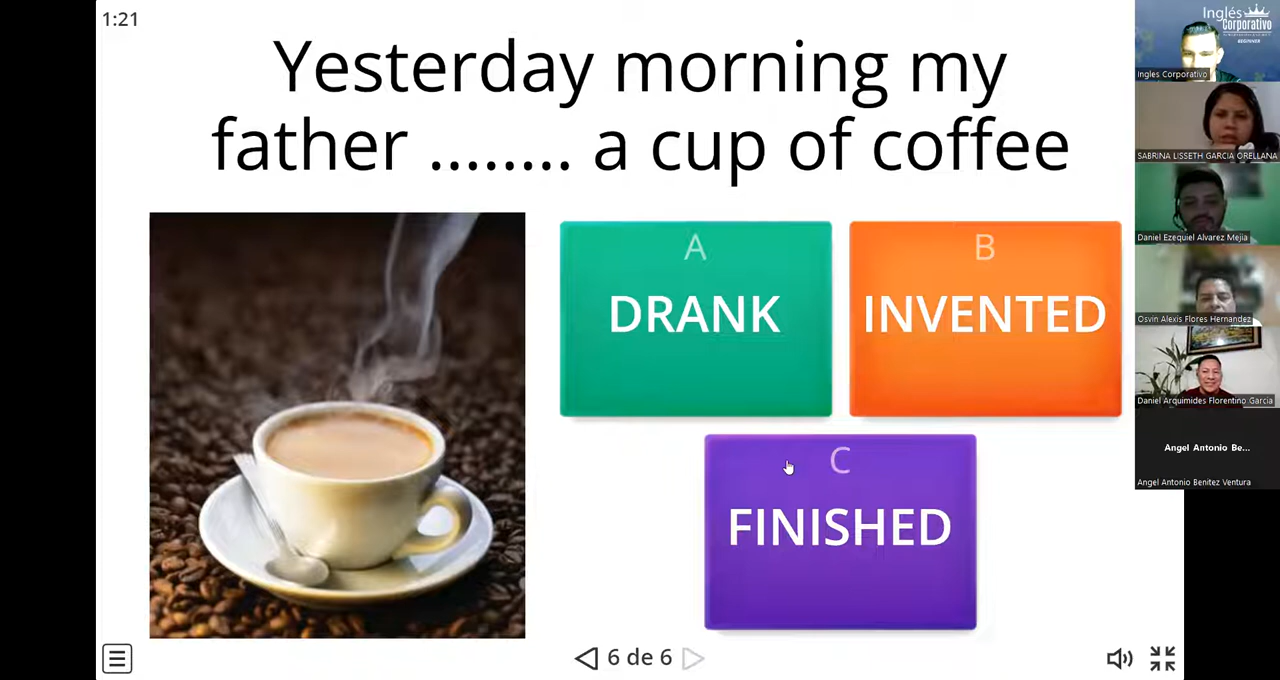 1:21
Yesterday morning my
father ........ a cup of coffee
A
DRANK
B
INVENTED
C
FINISHED
6 de 6
Inglés
Corporativo
BEGINNER
Ingles Corporativo
SABRINA LISSETH GARCIA ORELLANA
Daniel Ezequiel Alvarez Mejia
Osvin Alexis Flores Hernandez
Daniel Arquimides Florentino Garcia
Angel Antonio Be...
Angel Antonio Benitez Ventura